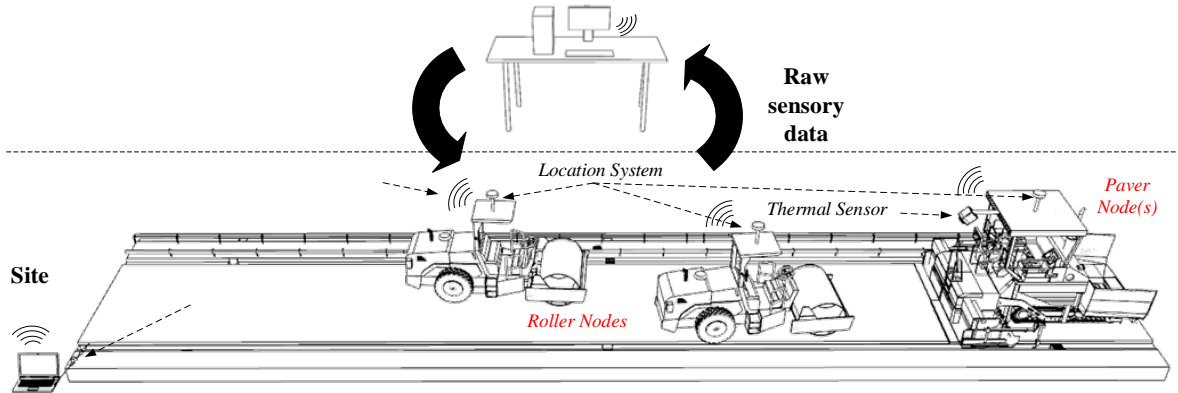 Raw
sensory
data
Location System
Thermal Sensor
Paver
Node(s)
Site
Roller Nodes